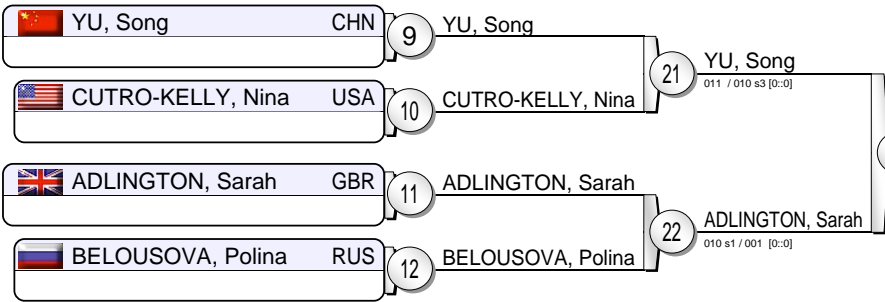 YU, Song CHN
9
YU, Song
CUTRO-KELLY, Nina USA
10
CUTRO-KELLY, Nina
21
YU, Song
011 / 010 s3 [0::0]
ADLINGTON, Sarah GBR
11
ADLINGTON, Sarah
BELOUSOVA, Polina RUS
12
BELOUSOVA, Polina
22
ADLINGTON, Sarah
010 s1 / 001 [0::0]